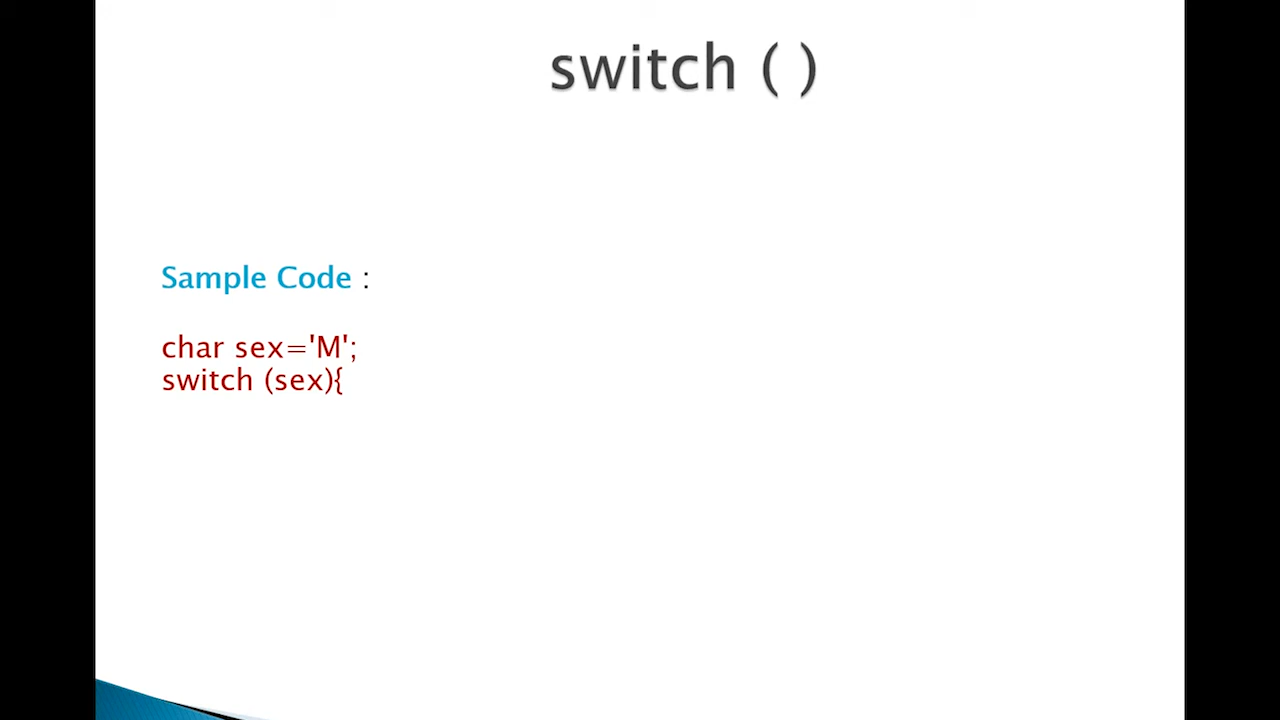 switch ( )
Sample Code :
char sex='M';
switch (sex){